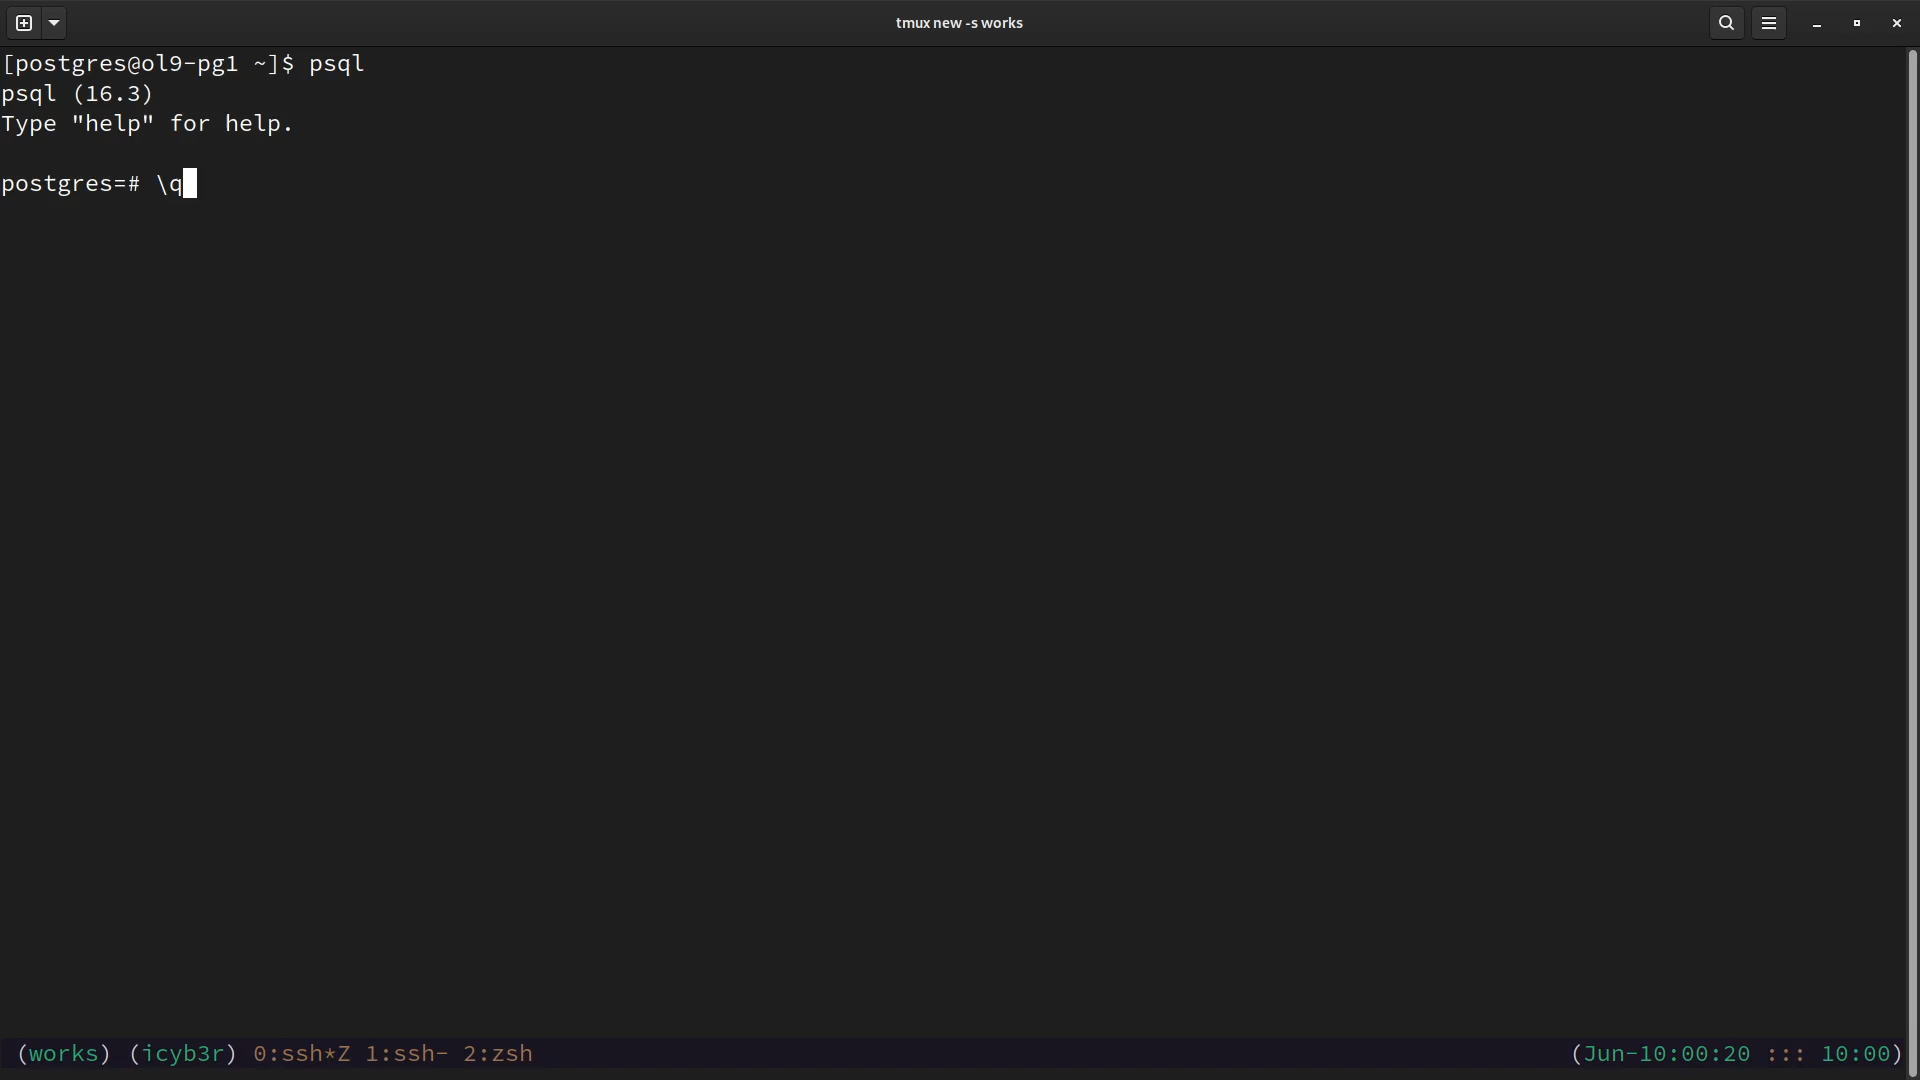 tmux new -s works
[postgres@ol9-pg1 ~]$ psql
psql (16.3)
Type "help" for help.
postgres=# \q
(works) (icyb3r) 0:ssh*Z 1:ssh- 2:zsh (Jun-10:00:20 ::: 10:00)